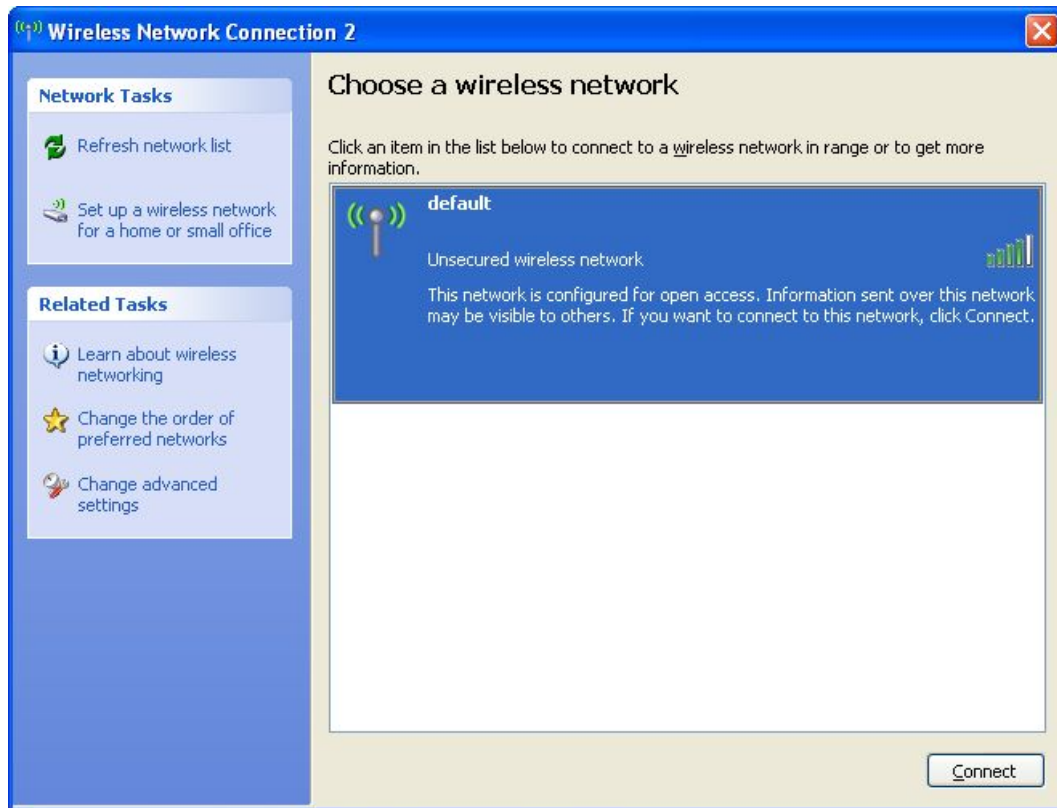 Wireless Network Connection 2
Network Tasks
Refresh network list
Set up a wireless network
for a home or small office
Related Tasks
Learn about wireless
networking
Change the order of
preferred networks
Change advanced
settings
Choose a wireless network
Click an item in the list below to connect to a wireless network in range or to get more
information.
default
Unsecured wireless network
This network is configured for open access. Information sent over this network
may be visible to others. If you want to connect to this network, click Connect.
Connect